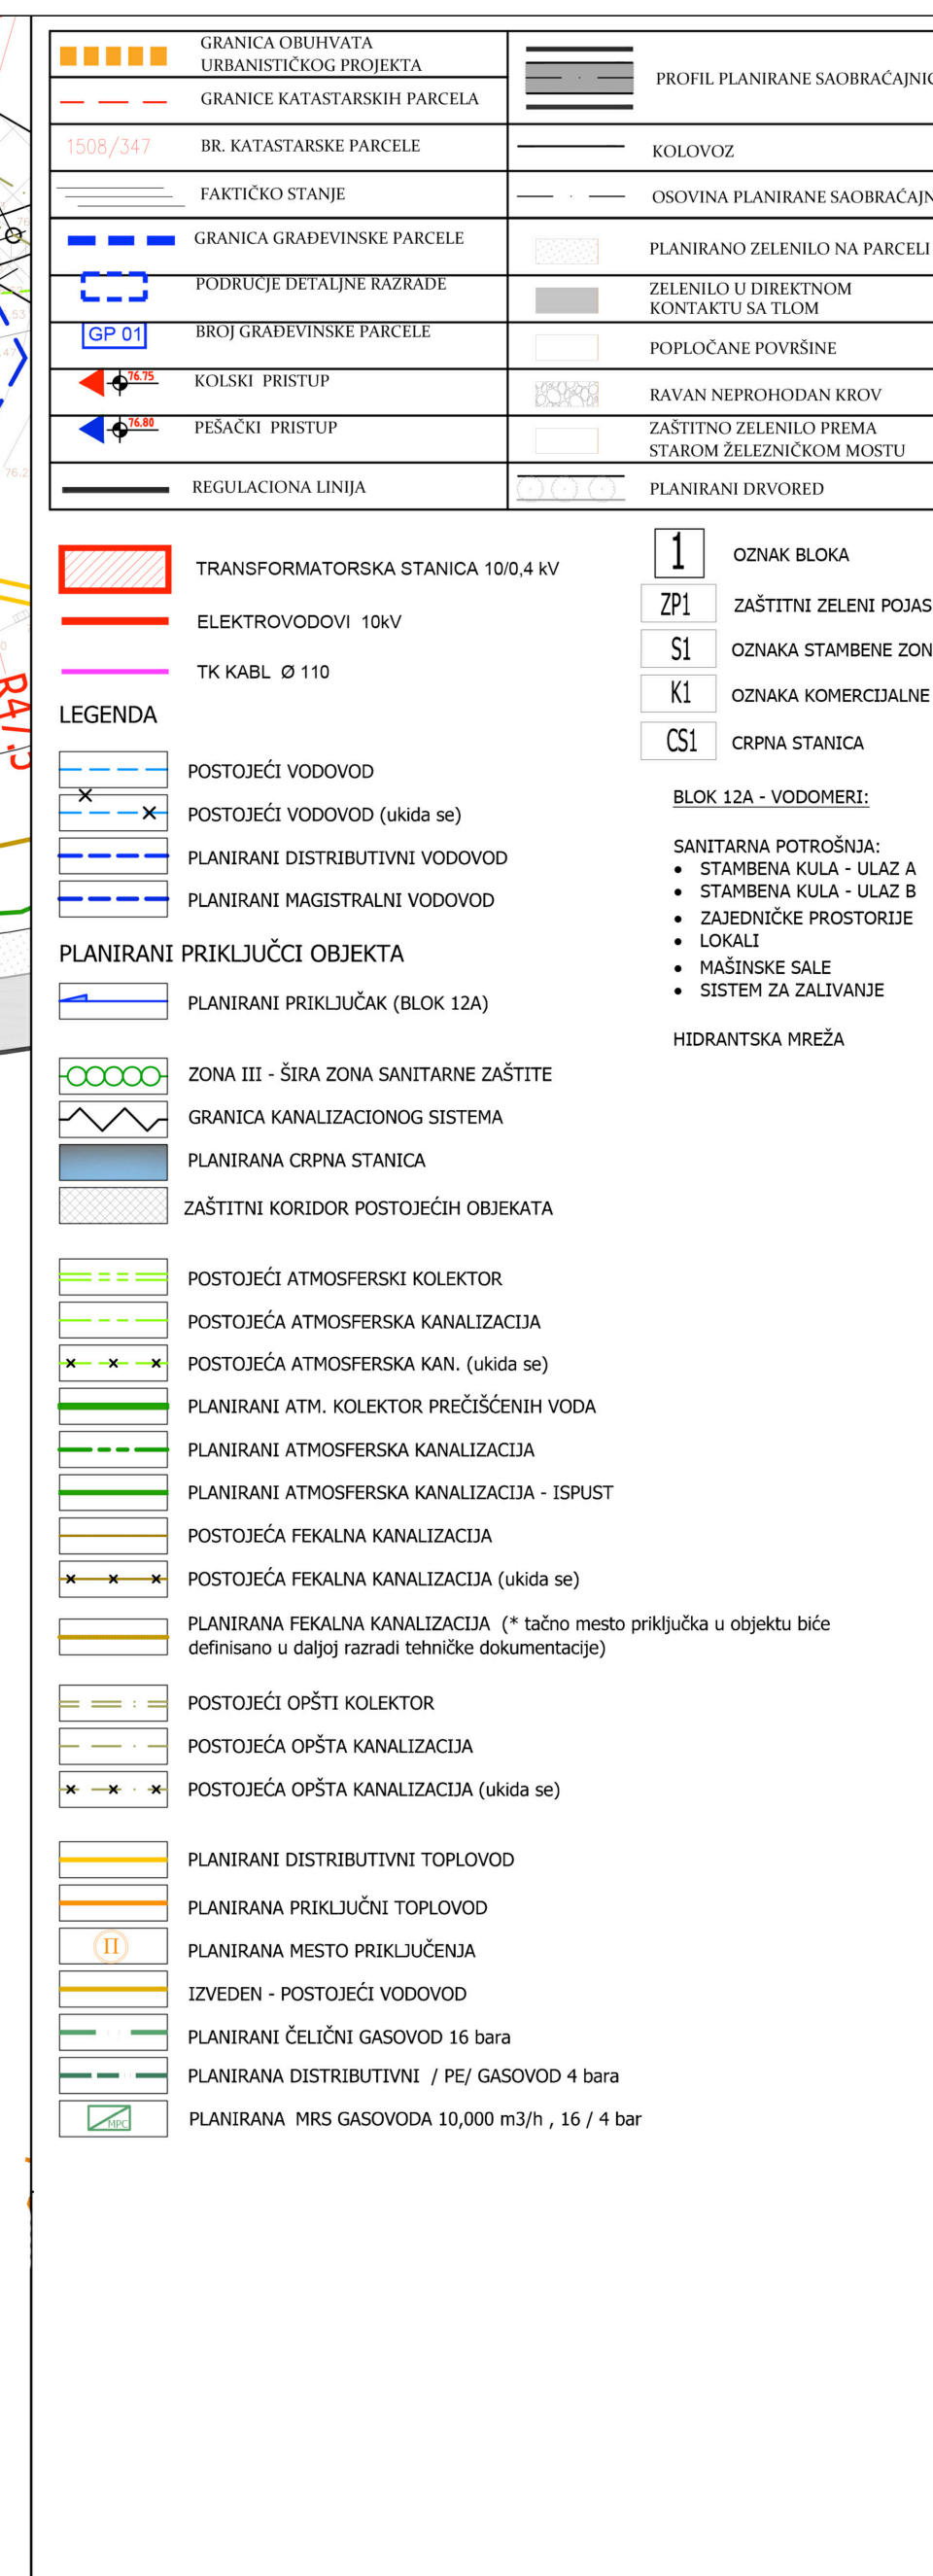 GRANICA OBUHVATA
URBANISTIČKOG PROJEKTA
GRANICE KATASTARSKIH PARCELA
1508/347
BR. KATASTARSKE PARCELE
FAKTIČKO STANJE
GRANICA GRAĐEVINSKE PARCELE
PODRUČJE DETALJNE RAZRADE
GP 01
BROJ GRAĐEVINSKE PARCELE
76.75
KOLSKI PRISTUP
76.80
PEŠAČKI PRISTUP
REGULACIONA LINIJA
PROFIL PLANIRANE SAOBRAĆAJNIC
KOLOVOZ
OSOVINA PLANIRANE SAOBRAĆAJN
PLANIRANO ZELENILO NA PARCELI
ZELENILO U DIREKTNOM
KONTAKTU SA TLOM
POPLOČANE POVRŠINE
RAVAN NEPROHODAN KROV
ZAŠTITNO ZELENILO PREMA
STAROM ŽELEZNIČKOM MOSTU
PLANIRANI DRVORED
TRANSFORMATORSKA STANICA 10/0,4 kV
ELEKTROVODOVI 10kV
TK KABL Ø 110
1
OZNAK BLOKA
ZP1
ZAŠTITNI ZELENI POJAS
S1
OZNAKA STAMBENE ZON
K1
OZNAKA KOMERCIJALNE
CS1
CRPNA STANICA
LEGENDA
POSTOJEĆI VODOVOD
POSTOJEĆI VODOVOD (ukida se)
PLANIRANI DISTRIBUTIVNI VODOVOD
PLANIRANI MAGISTRALNI VODOVOD
PLANIRANI PRIKLJUČCI OBJEKTA
PLANIRANI PRIKLJUČAK (BLOK 12A)
BLOK 12A - VODOMERI:
SANITARNA POTROŠNJA:
• STAMBENA KULA - ULAZ A
• STAMBENA KULA - ULAZ B
• ZAJEDNIČKE PROSTORIJE
• LOKALI
• MAŠINSKE SALE
• SISTEM ZA ZALIVANJE
HIDRANTSKA MREŽA
ZONA III - ŠIRA ZONA SANITARNE ZAŠTITE
GRANICA KANALIZACIONOG SISTEMA
PLANIRANA CRPNA STANICA
ZAŠTITNI KORIDOR POSTOJEĆIH OBJEKATA
POSTOJEĆI ATMOSFERSKI KOLEKTOR
POSTOJEĆA ATMOSFERSKA KANALIZACIJA
POSTOJEĆA ATMOSFERSKA KAN. (ukida se)
PLANIRANI ATM. KOLEKTOR PREČIŠĆENIH VODA
PLANIRANI ATMOSFERSKA KANALIZACIJA
PLANIRANI ATMOSFERSKA KANALIZACIJA - ISPUST
POSTOJEĆA FEKALNA KANALIZACIJA
POSTOJEĆA FEKALNA KANALIZACIJA (ukida se)
PLANIRANA FEKALNA KANALIZACIJA (* tačno mesto priključka u objektu biće
definisano u daljoj razradi tehničke dokumentacije)
POSTOJEĆI OPŠTI KOLEKTOR
POSTOJEĆA OPŠTA KANALIZACIJA
POSTOJEĆA OPŠTA KANALIZACIJA (ukida se)
PLANIRANI DISTRIBUTIVNI TOPLOVOD
PLANIRANA PRIKLJUČNI TOPLOVOD
П
PLANIRANA MESTO PRIKLJUČENJA
IZVEDEN - POSTOJEĆI VODOVOD
PLANIRANI ČELIČNI GASOVOD 16 bara
PLANIRANA DISTRIBUTIVNI / PE/ GASOVOD 4 bara
МРС
PLANIRANA MRS GASOVODA 10,000 m3/h , 16 / 4 bar